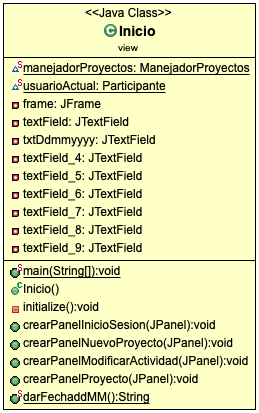 <<Java Class>>
Inicio
view
manejadorProyectos: ManejadorProyectos
usuarioActual: Participante
frame: JFrame
textField: JTextField
txtDdmmyyyy: JTextField
textField_4: JTextField
textField_5: JTextField
textField_6: JTextField
textField_7: JTextField
textField_8: JTextField
textField_9: JTextField
main(String[]):void
Inicio()
initialize():void
crearPanelInicioSesion(JPanel):void
crearPanelNuevoProyecto(JPanel):void
crearPanelModificarActividad(JPanel):void
crearPanelProyecto(JPanel):void
darFechaddMM():String